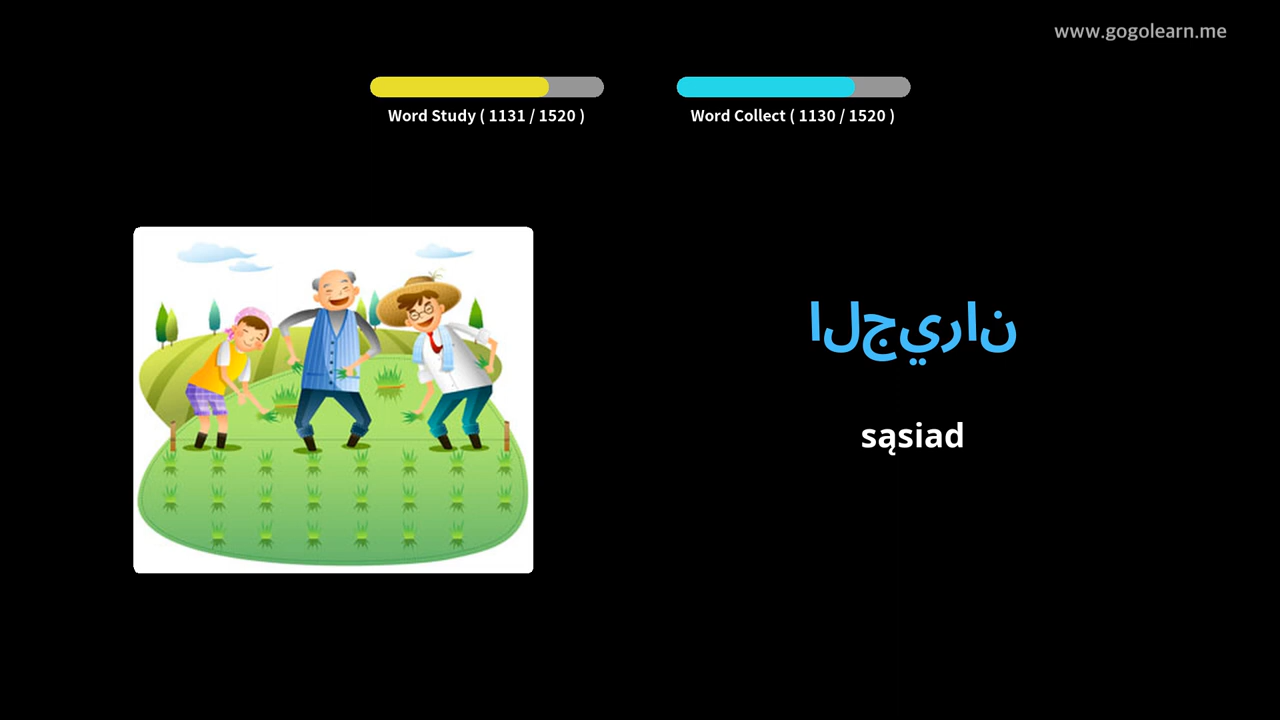 www.gogolearn.me
Word Study ( 1131 / 1520 )
Word Collect ( 1130 / 1520 )
الجيران
sąsiad